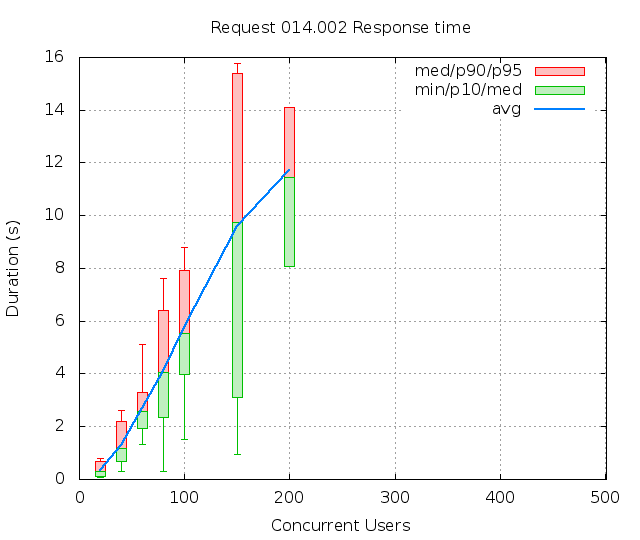 Request 014.002 Response time
med/p90/p95
min/p10/med
avg
Duration (s)
16
14
12
10
8
6
4
2
0
0 100 200 300 400 500
Concurrent Users